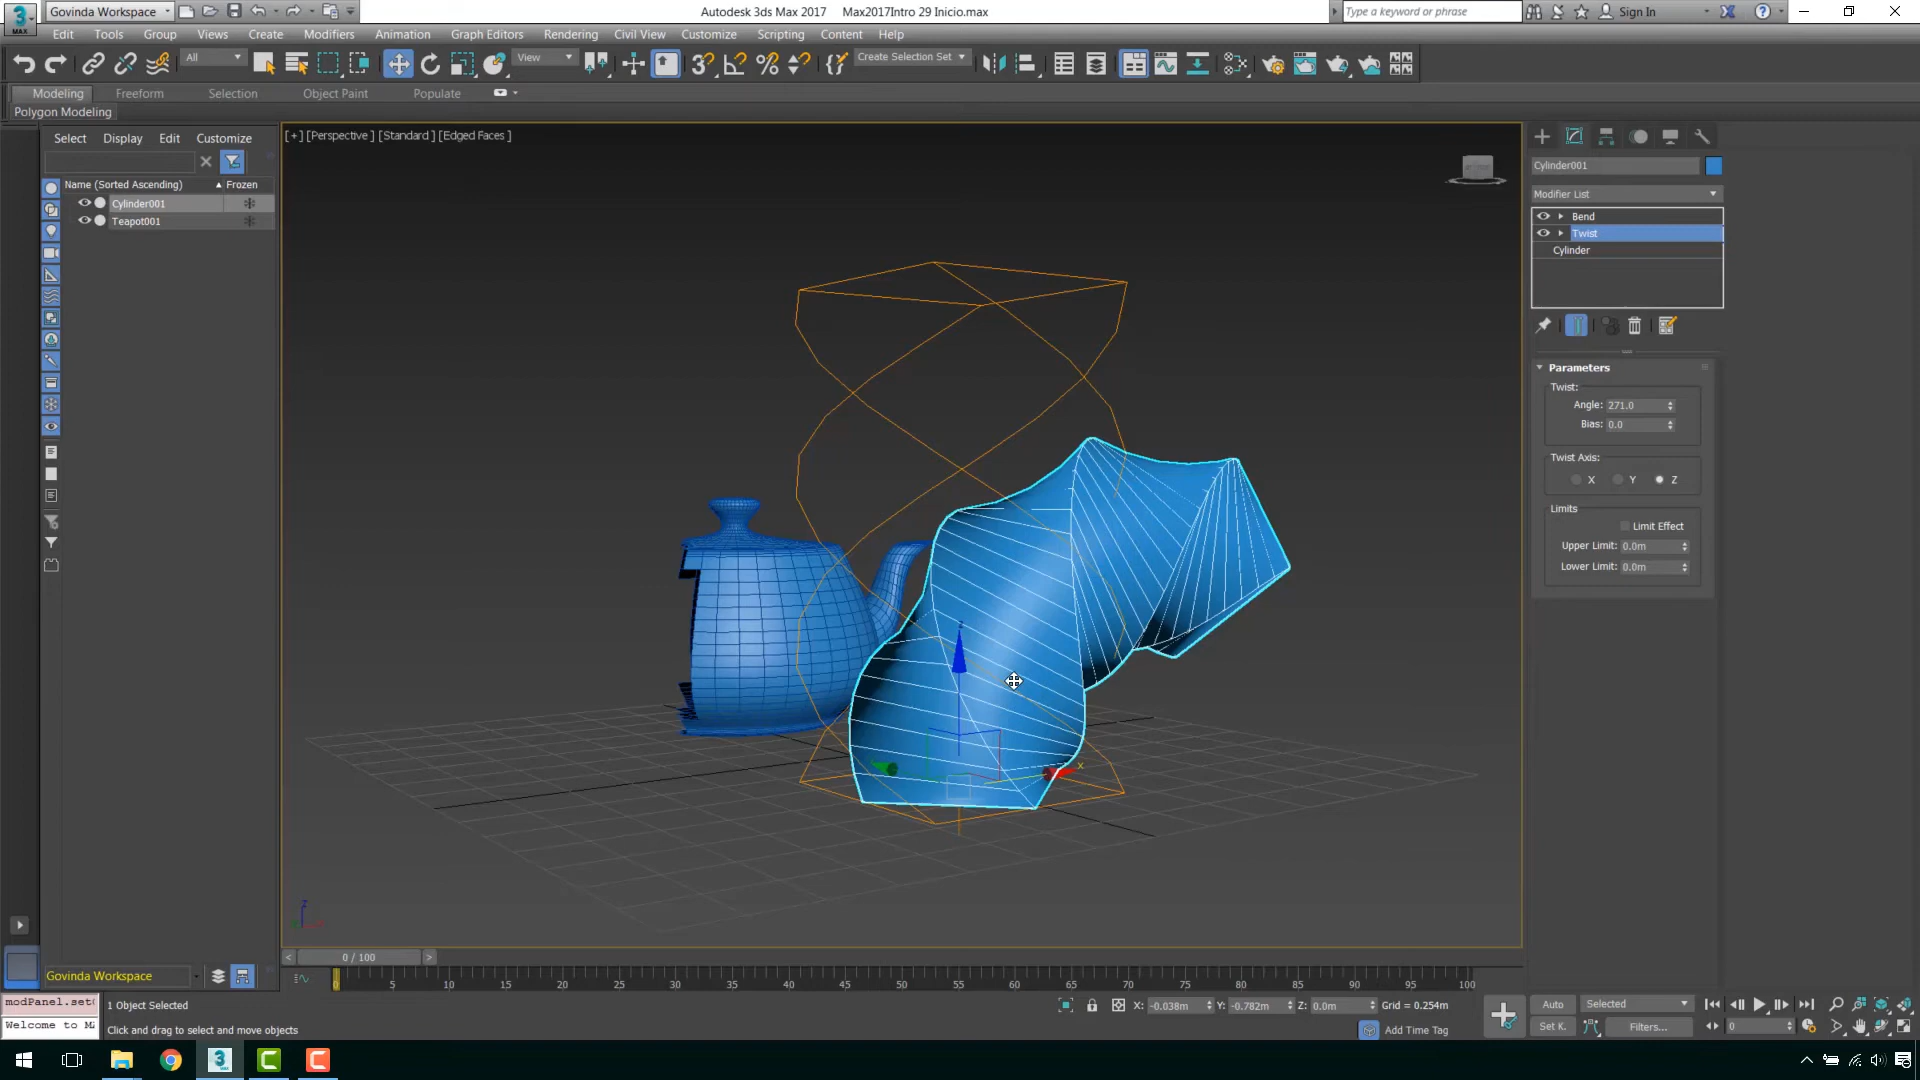 Govinda Workspace
Autodesk 3ds Max 2017 Max2017Intro 29 Inicio.max
Type a keyword or phrase
Sign In
MAX
Edit Tools Group Views Create Modifiers Animation Graph Editors Rendering Civil View Customize Scripting Content Help
All View Create Selection Set
Modeling Freeform Selection Object Paint Populate
Polygon Modeling
Select Display Edit Customize
[+] [Perspective ] [Standard ] [Edged Faces ]
Name (Sorted Ascending) Frozen
Cylinder001
Teapot001
Cylinder001
Modifier List
Bend
Twist
Cylinder
Parameters
Twist:
Angle: 271.0
Bias: 0.0
Twist Axis:
X Y Z
Limits
Limit Effect
Upper Limit: 0.0m
Lower Limit: 0.0m
z
x
z
Govinda Workspace
0 / 100
0 5 10 15 20 25 30 35 40 45 50 55 60 65 70 75 80 85 90 95 100
modPanel.set(
Welcome to MA
1 Object Selected
Click and drag to select and move objects
X: -0.038m Y: -0.782m Z: 0.0m Grid = 0.254m
Add Time Tag
Auto Selected
Set K. Filters...
0